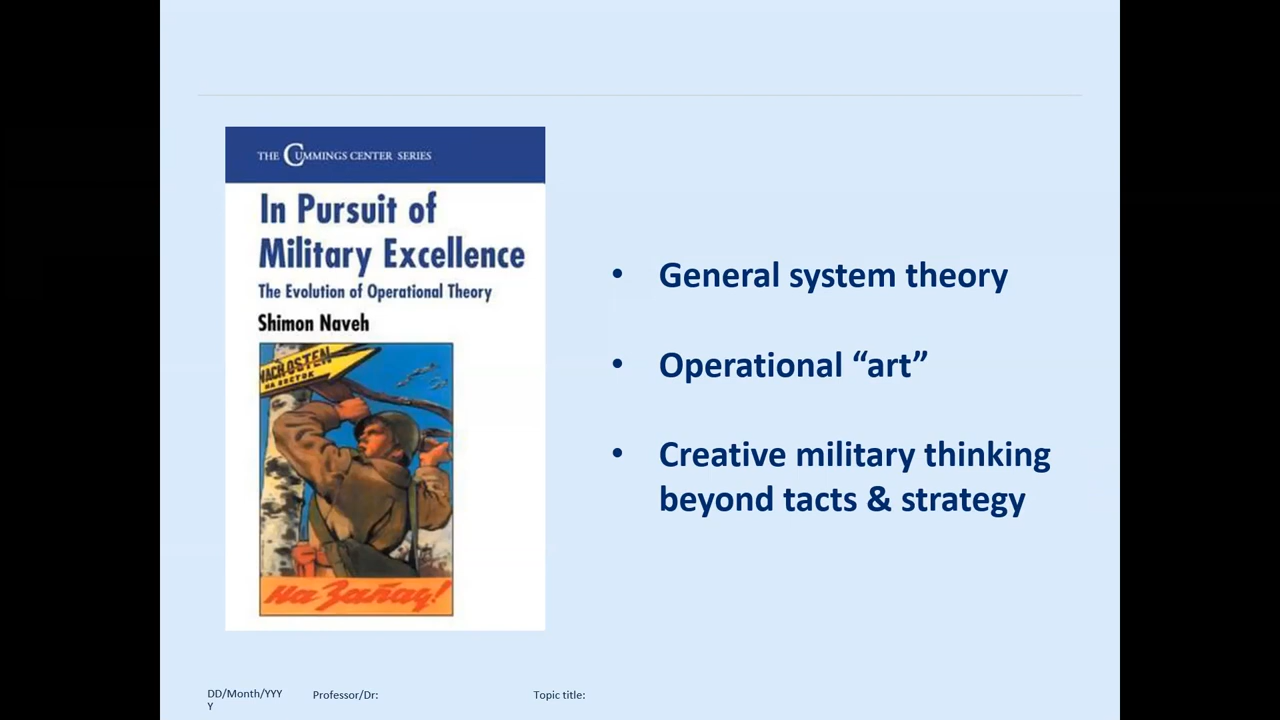 THE CUMMINGS CENTER SERIES
In Pursuit of
Military Excellence
The Evolution of Operational Theory
Shimon Naveh
NACH OSTEN
НА ВОСТОК
На Запад!
• General system theory
• Operational “art”
• Creative military thinking
beyond tacts & strategy
DD/Month/YYY
Y
Professor/Dr:
Topic title: